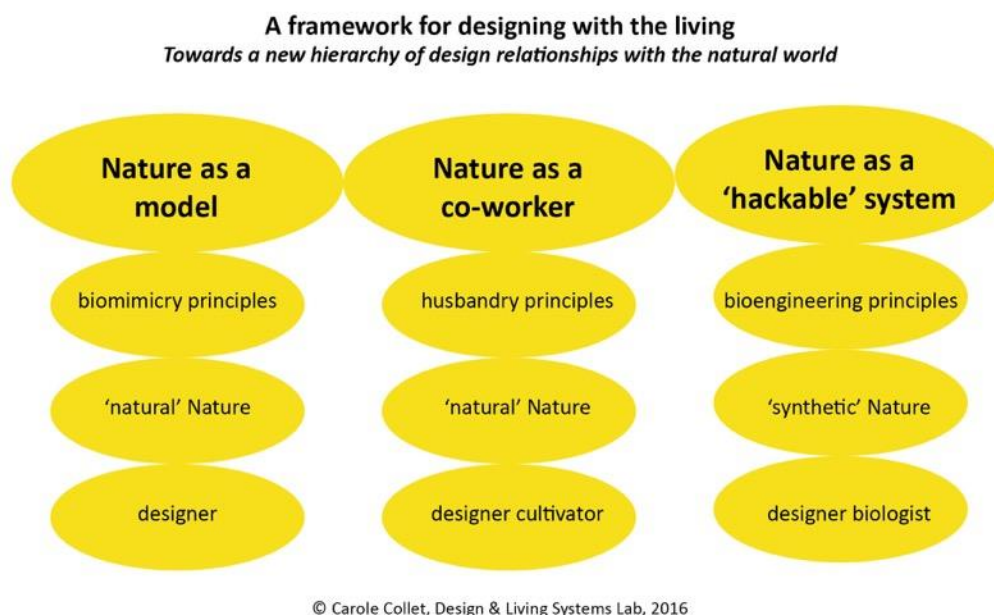 A framework for designing with the living
Towards a new hierarchy of design relationships with the natural world
Nature as a
model
biomimicry principles
‘natural’ Nature
designer
Nature as a
co-worker
husbandry principles
‘natural’ Nature
designer cultivator
Nature as a
‘hackable’ system
bioengineering principles
‘synthetic’ Nature
designer biologist
© Carole Collet, Design & Living Systems Lab, 2016